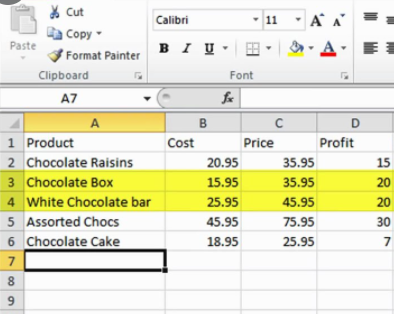 Cut
Copy
Paste
Format Painter
Clipboard
Calibri 11 A A
B I U A
Font
A7 fx
A B C D
1 Product Cost Price Profit
2 Chocolate Raisins 20.95 35.95 15
3 Chocolate Box 15.95 35.95 20
4 White Chocolate bar 25.95 45.95 20
5 Assorted Chocs 45.95 75.95 30
6 Chocolate Cake 18.95 25.95 7
7
8
9